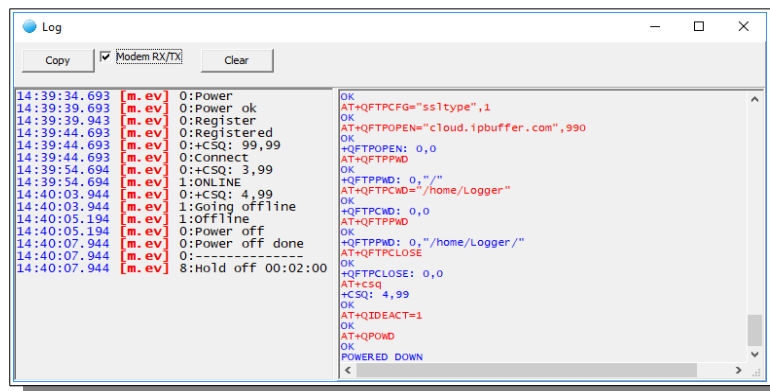 Log
Copy
Modem RX/TX
Clear
14:39:34.693 [m.ev] 0:Power
14:39:39.693 [m.ev] 0:Power ok
14:39:39.943 [m.ev] 0:Register
14:39:44.693 [m.ev] 0:Registered
14:39:44.693 [m.ev] 0:+CSQ: 99,99
14:39:44.693 [m.ev] 0:Connect
14:39:54.694 [m.ev] 0:+CSQ: 3,99
14:39:54.694 [m.ev] 1:ONLINE
14:40:03.944 [m.ev] 0:+CSQ: 4,99
14:40:03.944 [m.ev] 1:Going offline
14:40:05.194 [m.ev] 1:Offline
14:40:05.194 [m.ev] 0:Power off
14:40:07.944 [m.ev] 0:Power off done
14:40:07.944 [m.ev] 0:--------------
14:40:07.944 [m.ev] 8:Hold off 00:02:00
OK
AT+QFTPCFG="ssltype",1
OK
AT+QFTPOPEN="cloud.ipbuffer.com",990
OK
+QFTPOPEN: 0,0
AT+QFTPPWD
OK
+QFTPPWD: 0,"/"
AT+QFTPCWD="/home/Logger"
OK
+QFTPCWD: 0,0
AT+QFTPPWD
OK
+QFTPPWD: 0,"/home/Logger/"
AT+QFTPCLOSE
OK
+QFTPCLOSE: 0,0
AT+csq
+CSQ: 4,99
OK
AT+QIDEACT=1
OK
AT+QPOWD
OK
POWERED DOWN